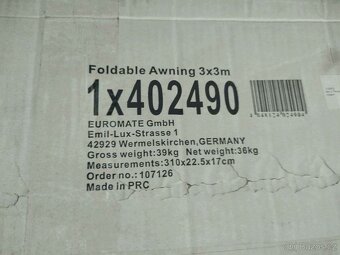 Foldable Awning 3x3m
1x402490
EUROMATE GmbH
Emil-Lux-Strasse 1
42929 Wermelskirchen,GERMANY
Gross weight:39kg Net weight:36kg
Measurements:310x22.5x17cm
Order no.:107126
Made in PRC